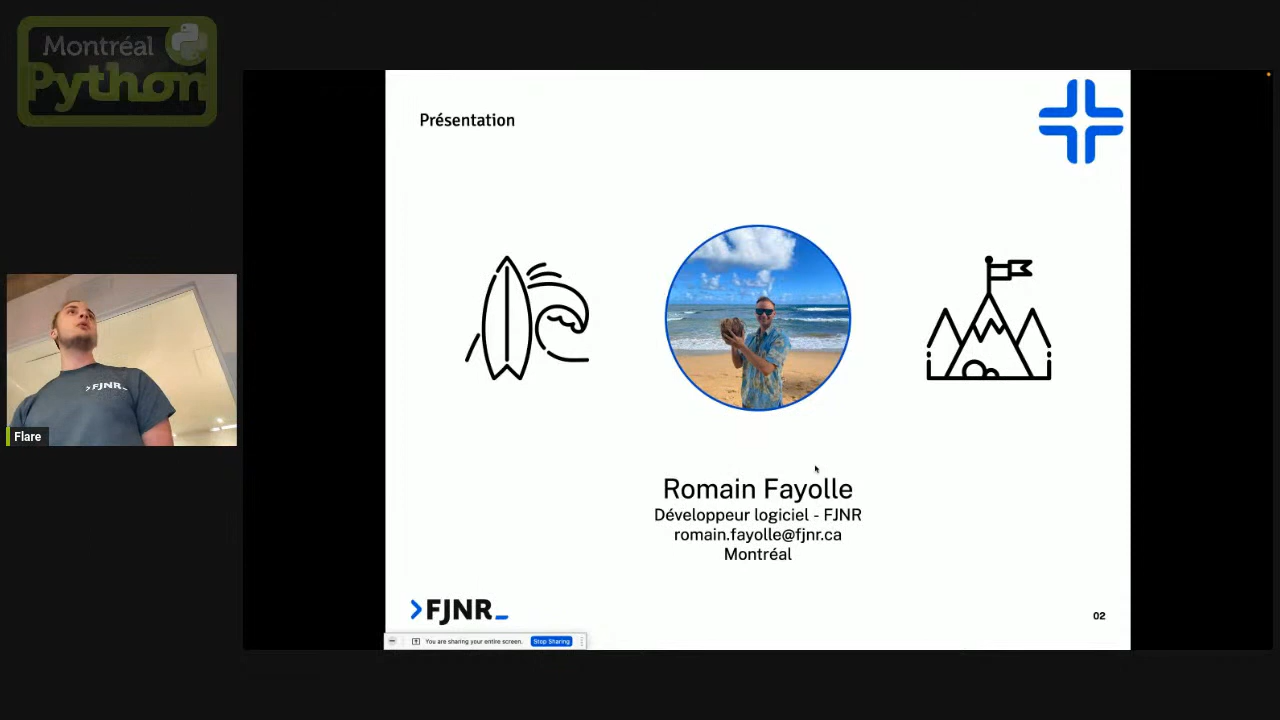 Montréal
Python
Présentation
>FJNR_
Flare
Romain Fayolle
Développeur logiciel - FJNR
romain.fayolle@fjnr.ca
Montréal
>FJNR_
02
You are sharing your entire screen.
Stop Sharing